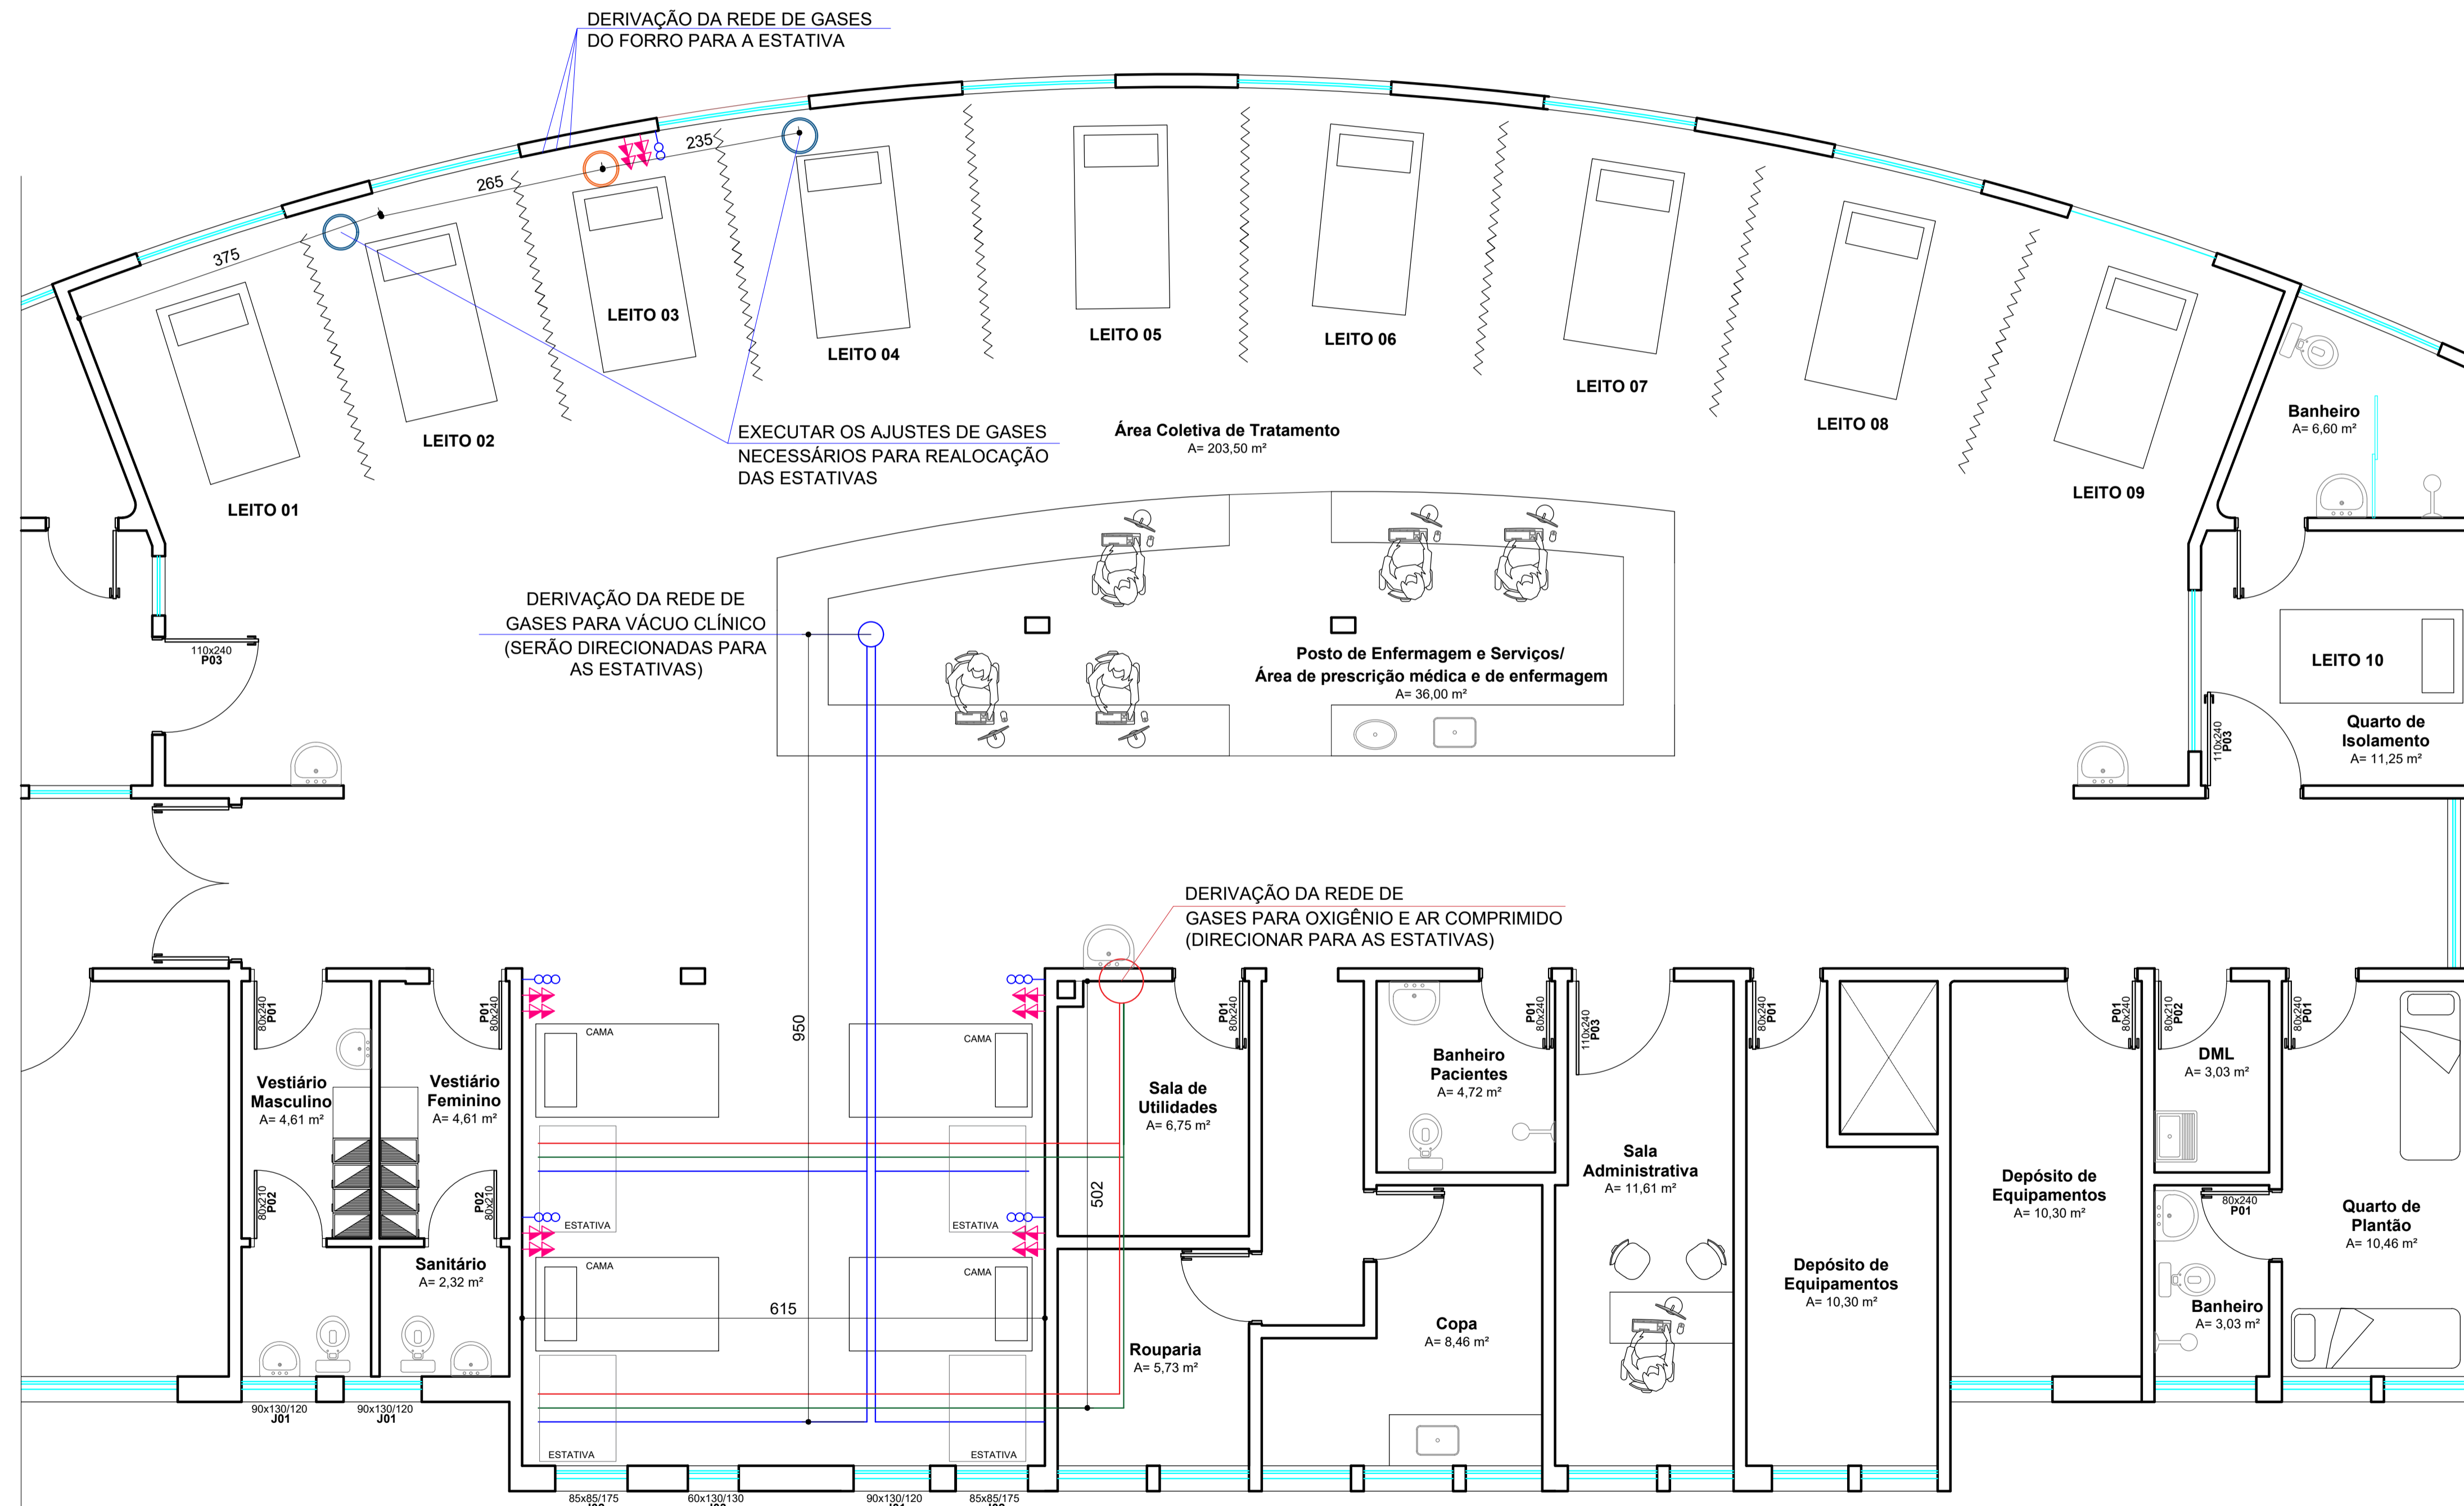 DERIVAÇÃO DA REDE DE GASES
DO FORRO PARA A ESTATIVA
235
265
375
LEITO 01
LEITO 02
LEITO 03
LEITO 04
LEITO 05
LEITO 06
LEITO 07
LEITO 08
LEITO 09
EXECUTAR OS AJUSTES DE GASES
NECESSÁRIOS PARA REALOCAÇÃO
DAS ESTATIVAS
Área Coletiva de Tratamento
A= 203,50 m²
Banheiro
A= 6,60 m²
DERIVAÇÃO DA REDE DE
GASES PARA VÁCUO CLÍNICO
(SERÃO DIRECIONADAS PARA
AS ESTATIVAS)
110x240
P03
Posto de Enfermagem e Serviços/
Área de prescrição médica e de enfermagem
A= 36,00 m²
LEITO 10
Quarto de
Isolamento
A= 11,25 m²
110x240
P03
DERIVAÇÃO DA REDE DE
GASES PARA OXIGÊNIO E AR COMPRIMIDO
(DIRECIONAR PARA AS ESTATIVAS)
950
80x240
P01
P01
80x240
P01
80x240
P01
80x240
110x240
P03
80x240
P01
P01
80x240
80x210
P02
80x240
P01
Vestiário
Masculino
A= 4,61 m²
Vestiário
Feminino
A= 4,61 m²
CAMA
CAMA
Sala de
Utilidades
A= 6,75 m²
Banheiro
Pacientes
A= 4,72 m²
DML
A= 3,03 m²
Sala
Administrativa
A= 11,61 m²
Depósito de
Equipamentos
A= 10,30 m²
80x210
P02
P02
80x210
502
ESTATIVA
ESTATIVA
80x240
P01
Quarto de
Plantão
A= 10,46 m²
Sanitário
A= 2,32 m²
CAMA
CAMA
615
Depósito de
Equipamentos
A= 10,30 m²
Banheiro
A= 3,03 m²
Copa
A= 8,46 m²
Rouparia
A= 5,73 m²
90x130/120
J01
90x130/120
J01
ESTATIVA
ESTATIVA
85x85/175
60x130/130
90x130/120
85x85/175